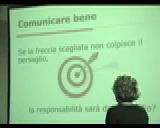 Comunicare bene
Se la freccia scagliata non colpisce il
bersaglio,
la responsabilità sarà